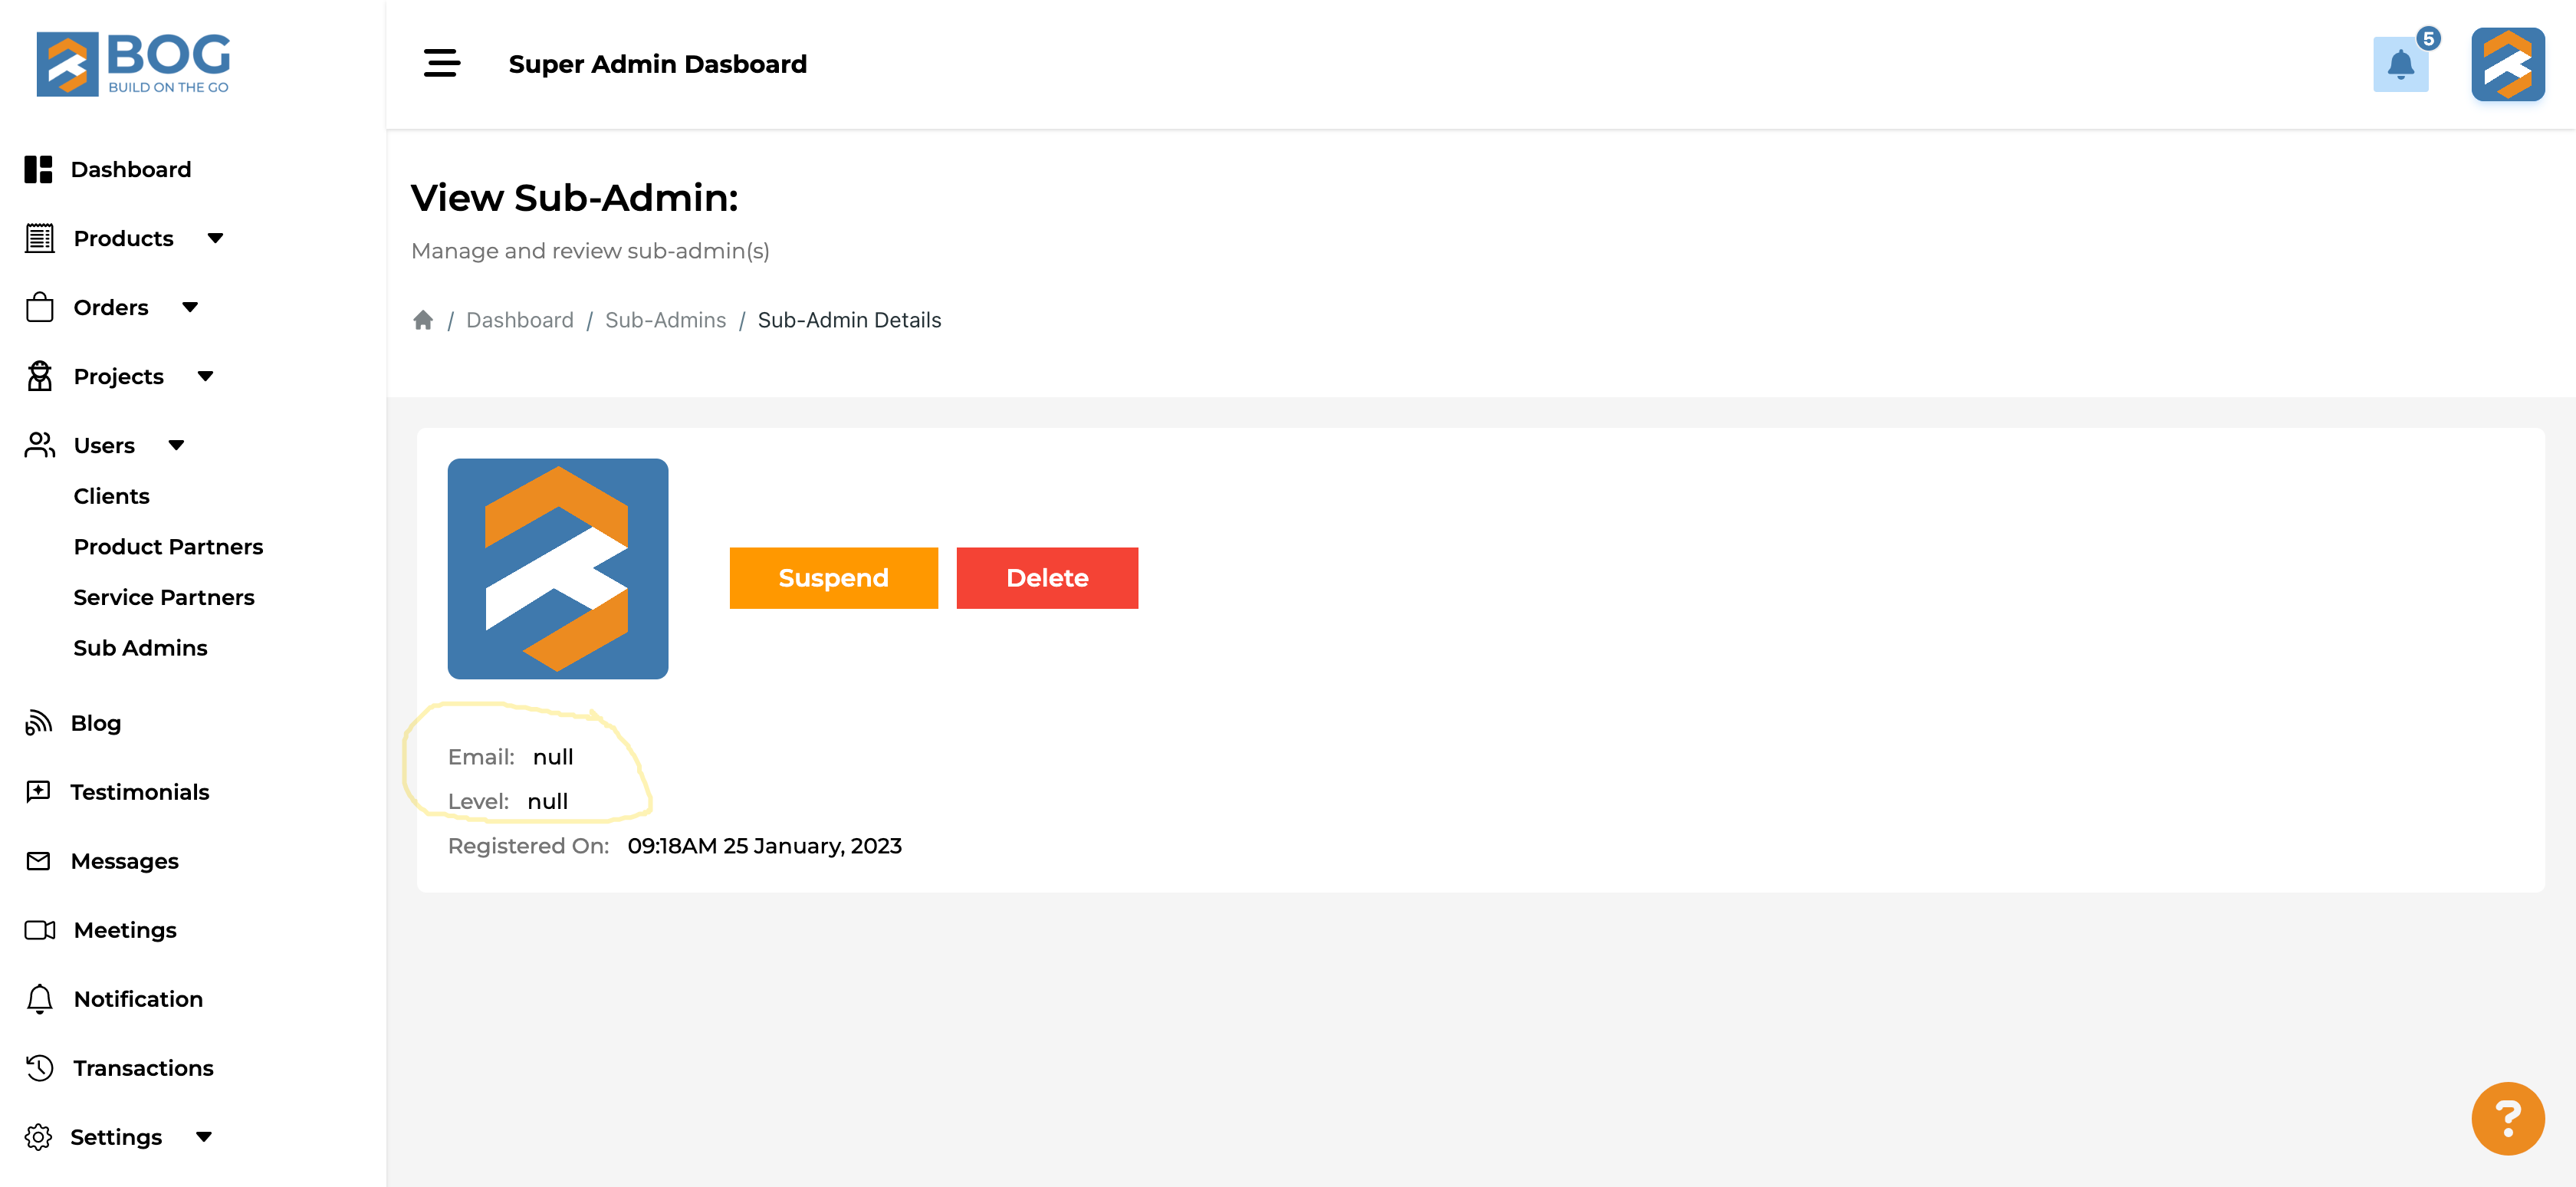 BOG
BUILD ON THE GO
Super Admin Dasboard
5
Dashboard
Products
Orders
Projects
Users
Clients
Product Partners
Service Partners
Sub Admins
Blog
Testimonials
Messages
Meetings
Notification
Transactions
Settings
View Sub-Admin:
Manage and review sub-admin(s)
/ Dashboard / Sub-Admins / Sub-Admin Details
Suspend Delete
Email: null
Level: null
Registered On: 09:18AM 25 January, 2023
?